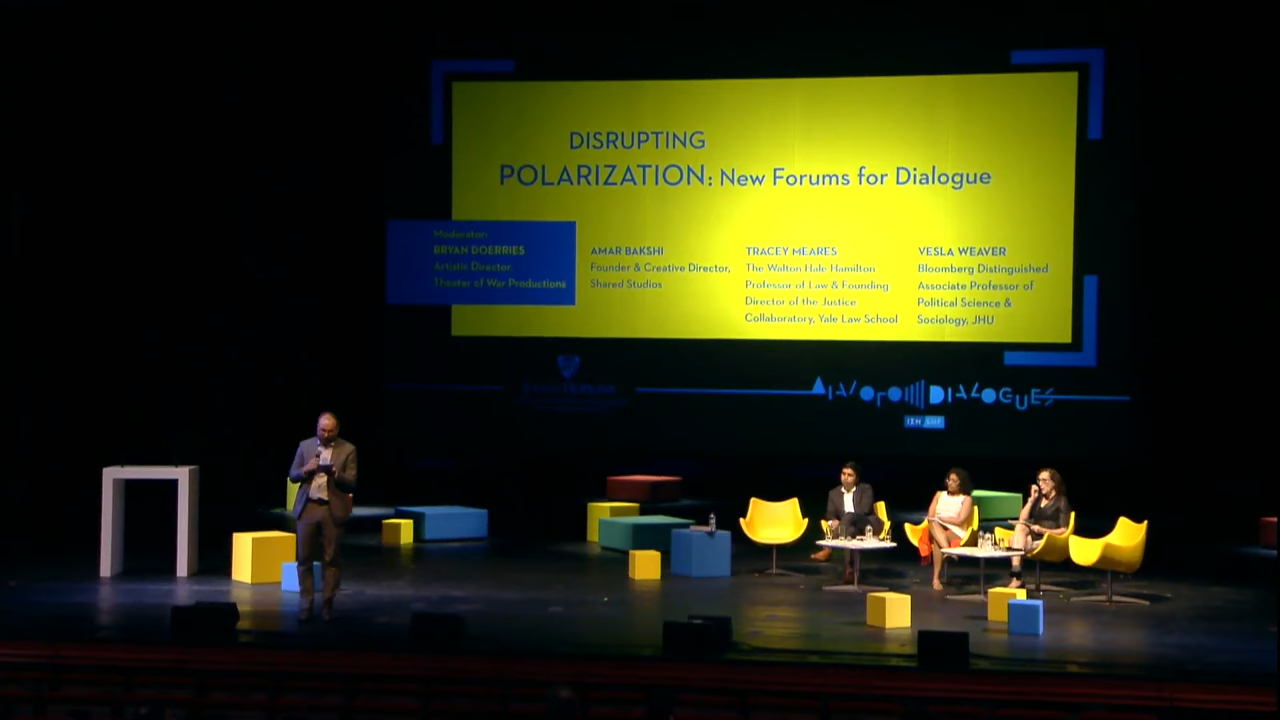 DISRUPTING
POLARIZATION: New Forums for Dialogue
Moderator:
BRYAN DOERRIES
Artistic Director
Theater of War Productions
AMAR BAKSHI
Founder & Creative Director,
Shared Studios
TRACEY MEARES
The Walton Hale Hamilton
Professor of Law & Founding
Director of the Justice
Collaboratory, Yale Law School
VESLA WEAVER
Bloomberg Distinguished
Associate Professor of
Political Science &
Sociology, JHU
DIALOGUES